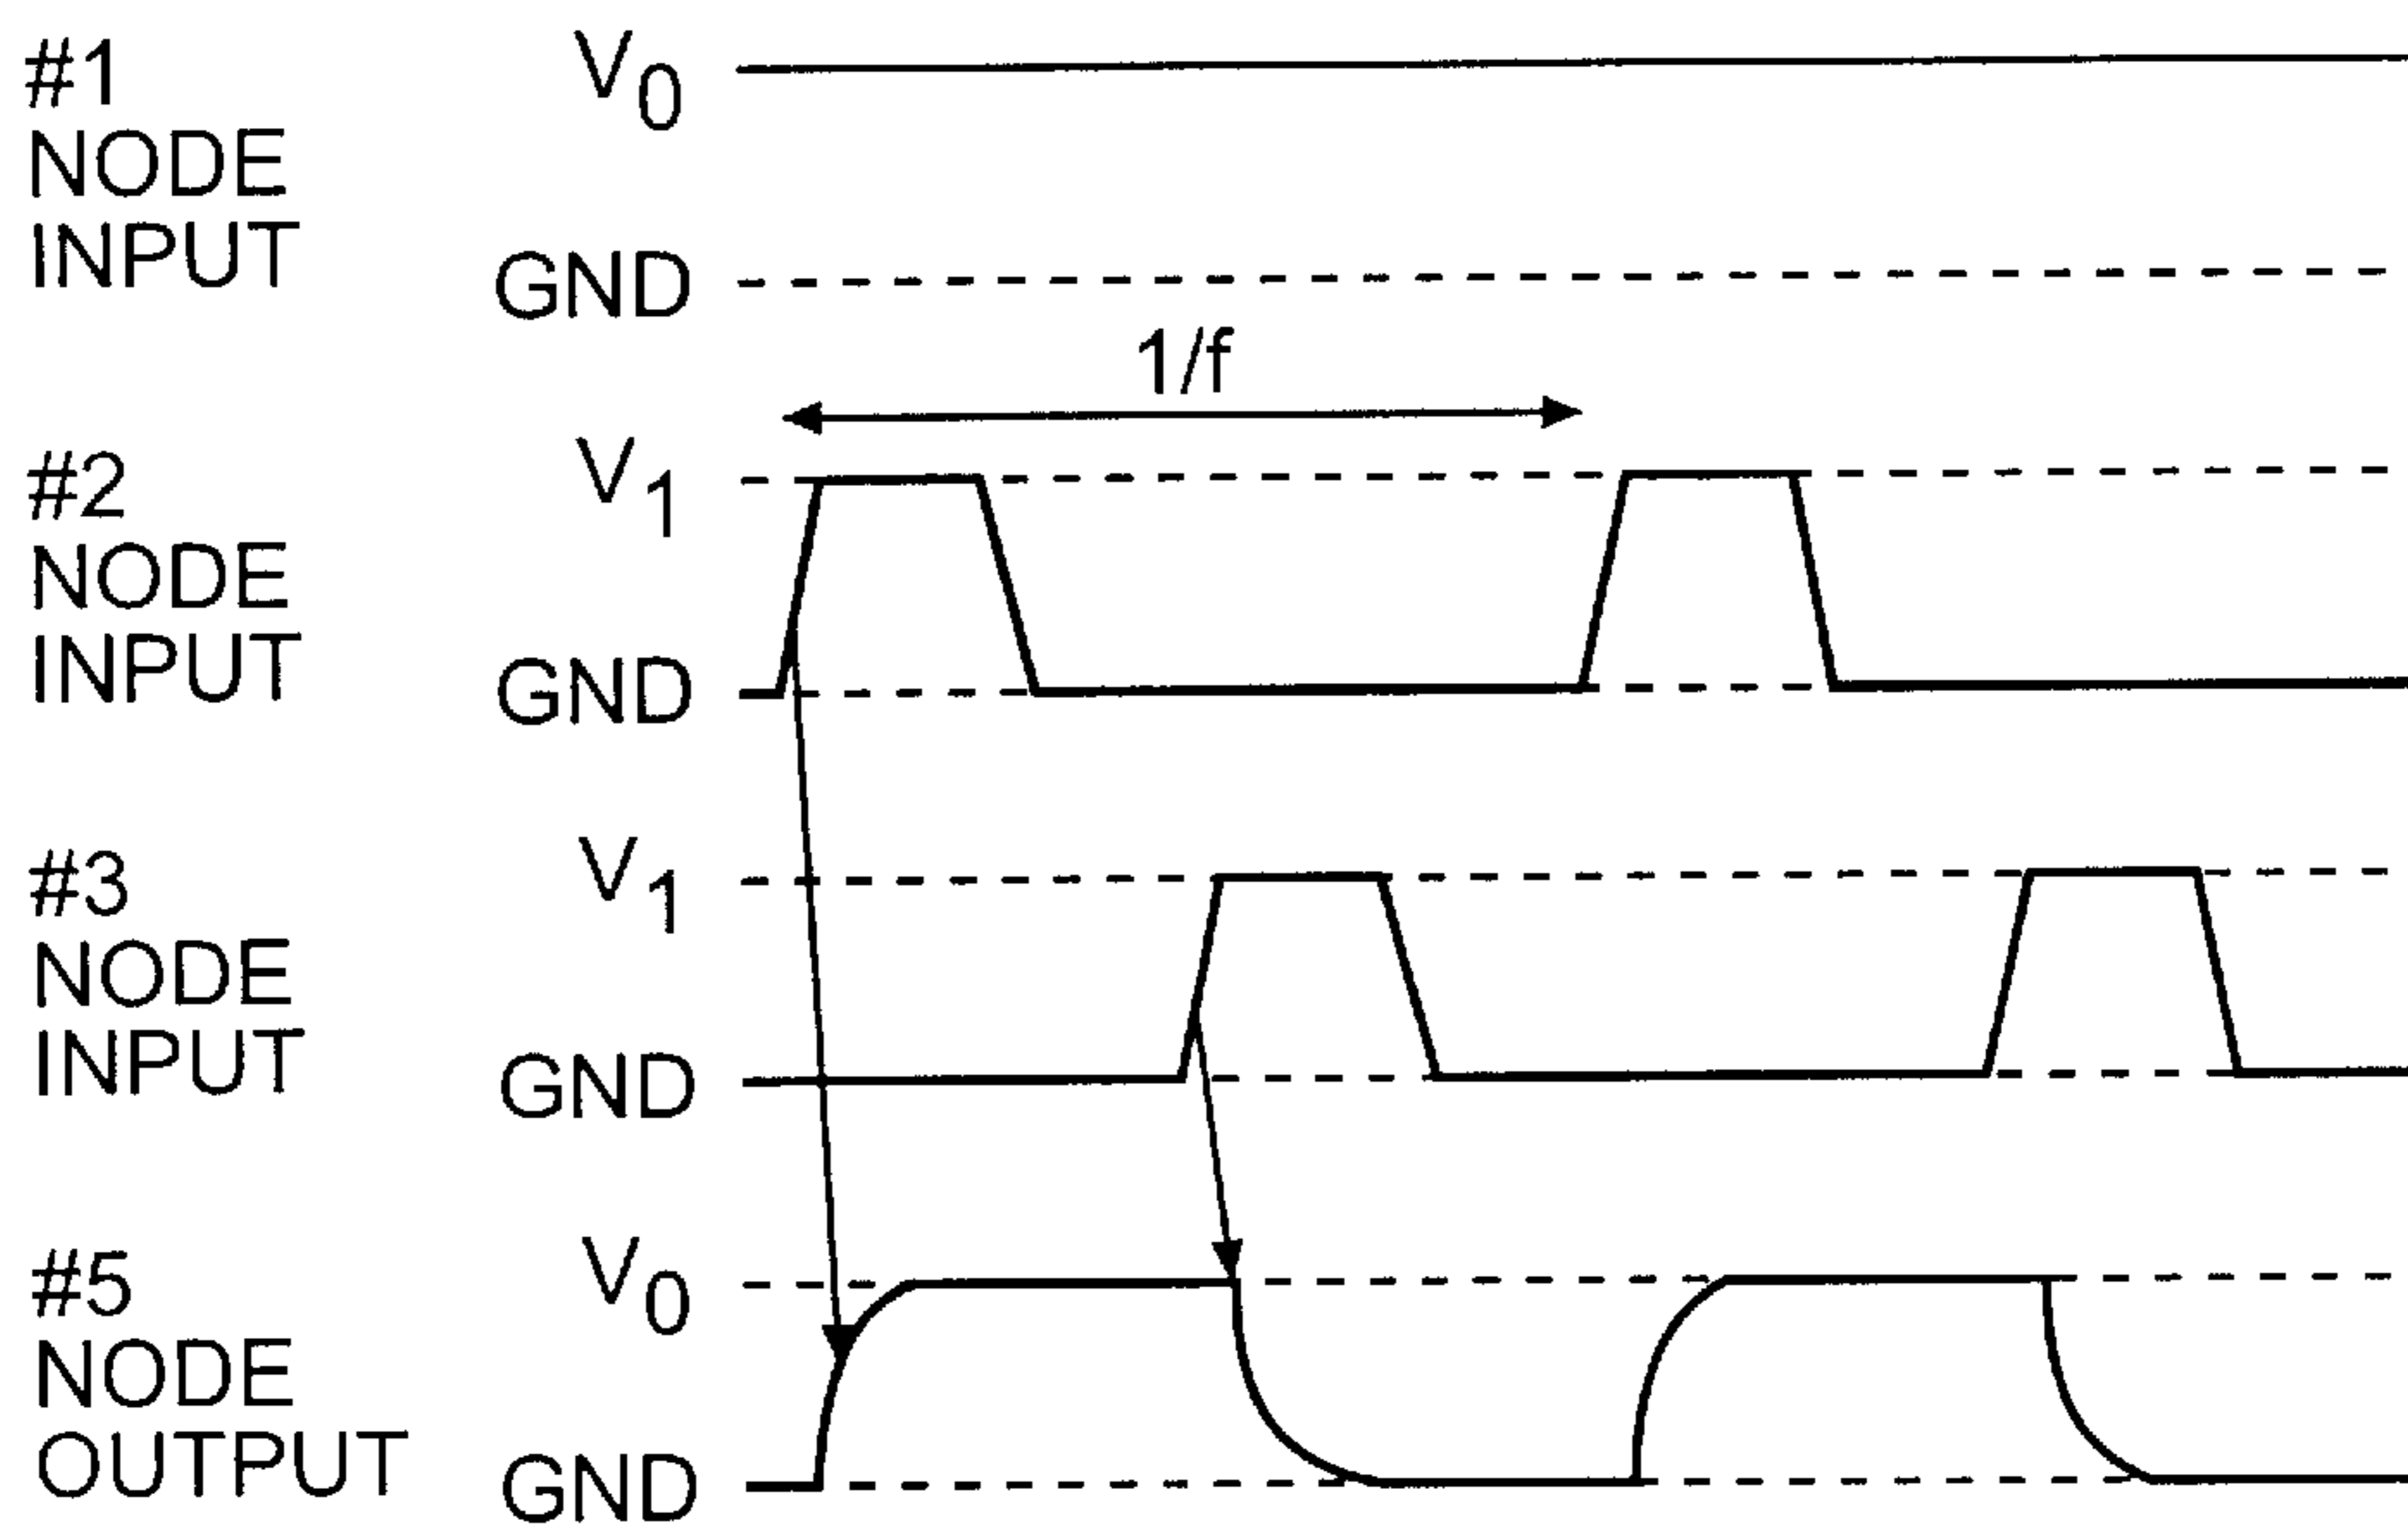 #1
NODE
INPUT
V0
GND
1/f
#2
NODE
INPUT
V1
GND
#3
NODE
INPUT
V1
GND
#5
NODE
OUTPUT
V0
GND